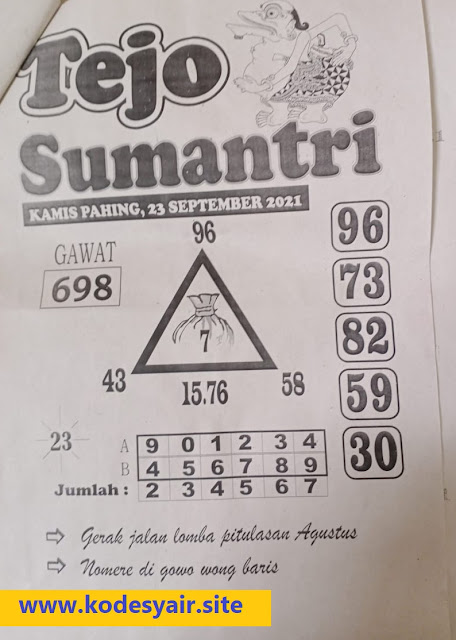 Tejo
Sumantri
KAMIS PAHING, 23 SEPTEMBER 2021
GAWAT
698
96
7
43
15.76
58
96
73
82
59
30
23
A 9 0 1 2 3 4
B 4 5 6 7 8 9
Jumlah : 2 3 4 5 6 7
Gerak jalan lomba pitulasan Agustus
Nomere di gowo wong baris
www.kodesyair.site